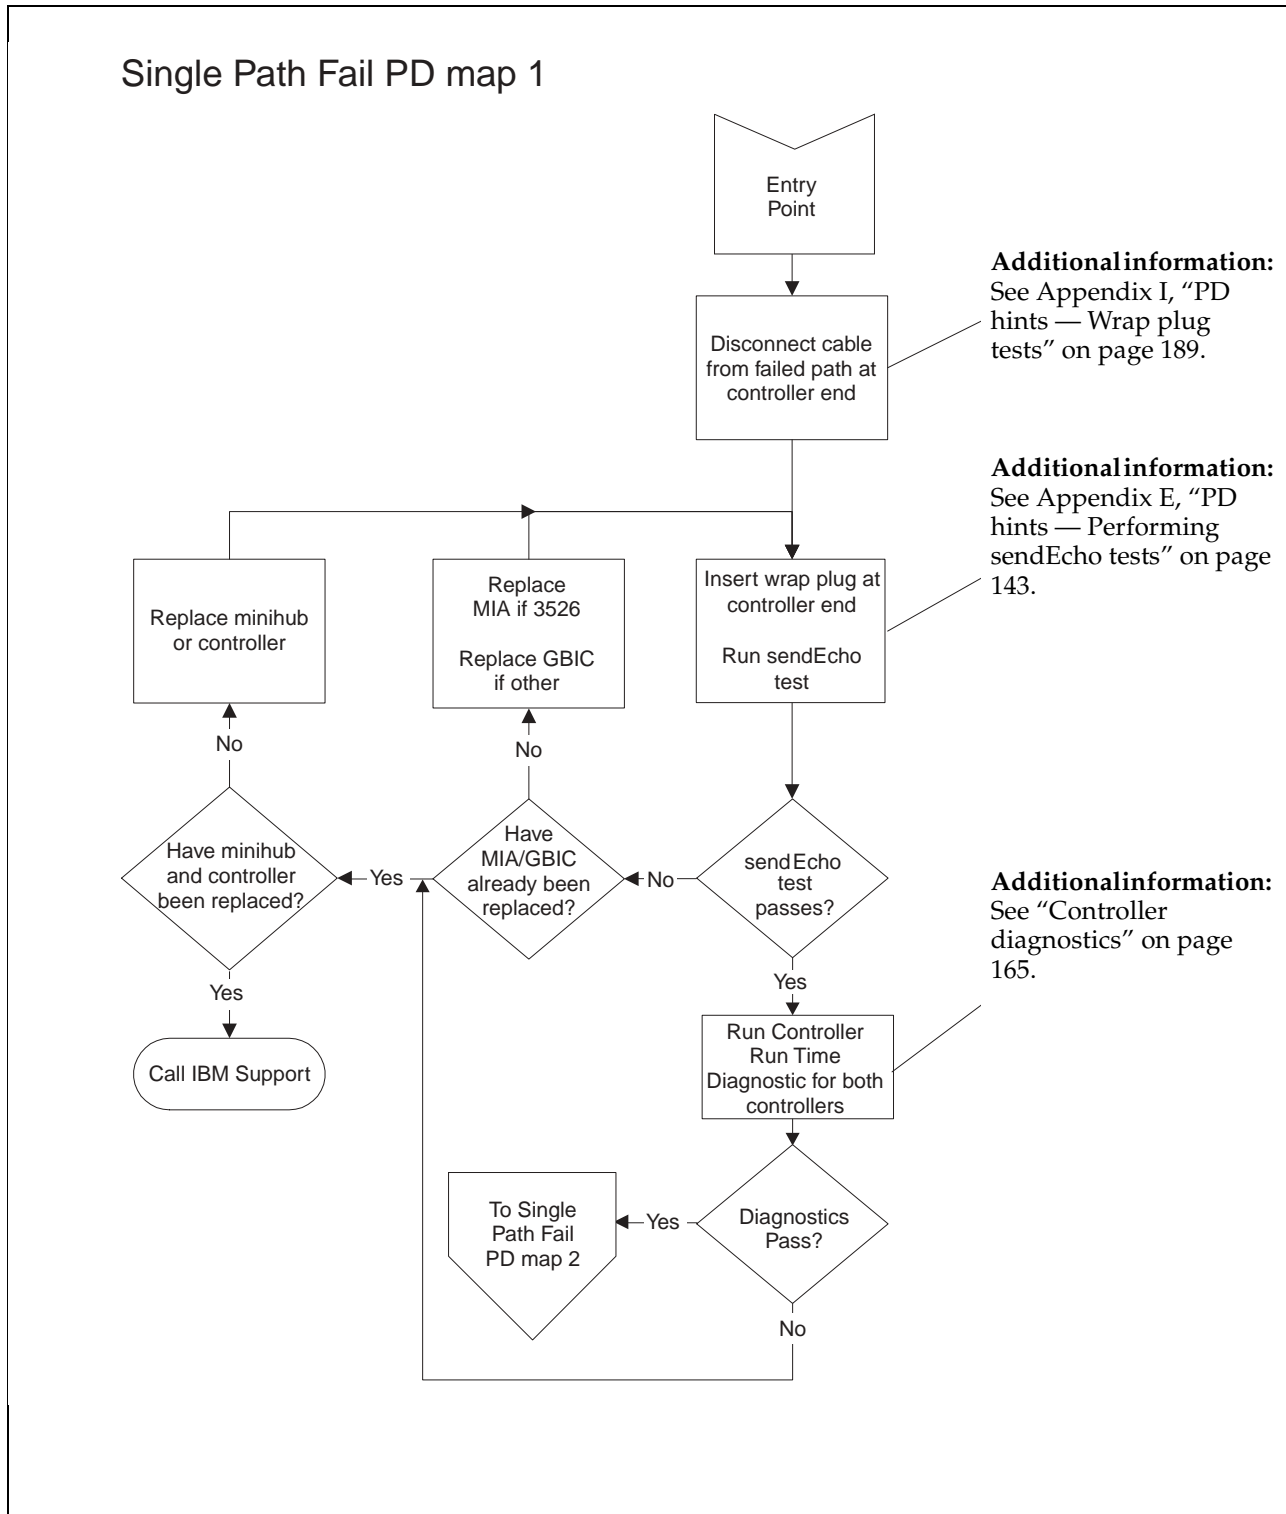 Single Path Fail PD map 1
Entry
Point
Additional information:
See Appendix I, “PD
hints — Wrap plug
tests” on page 189.
Disconnect cable
from failed path at
controller end
Additional information:
See Appendix E, “PD
hints — Performing
sendEcho tests” on page
143.
Replace minihub
or controller
Replace
MIA if 3526
Replace GBIC
if other
Insert wrap plug at
controller end
Run sendEcho
test
No
No
Have minihub
and controller
been replaced?
Yes
Have
MIA/GBIC
already been
replaced?
No
sendEcho
test
passes?
Additional information:
See “Controller
diagnostics” on page
165.
Yes
Yes
Call IBM Support
Run Controller
Run Time
Diagnostic for both
controllers
To Single
Path Fail
PD map 2
Yes
Diagnostics
Pass?
No